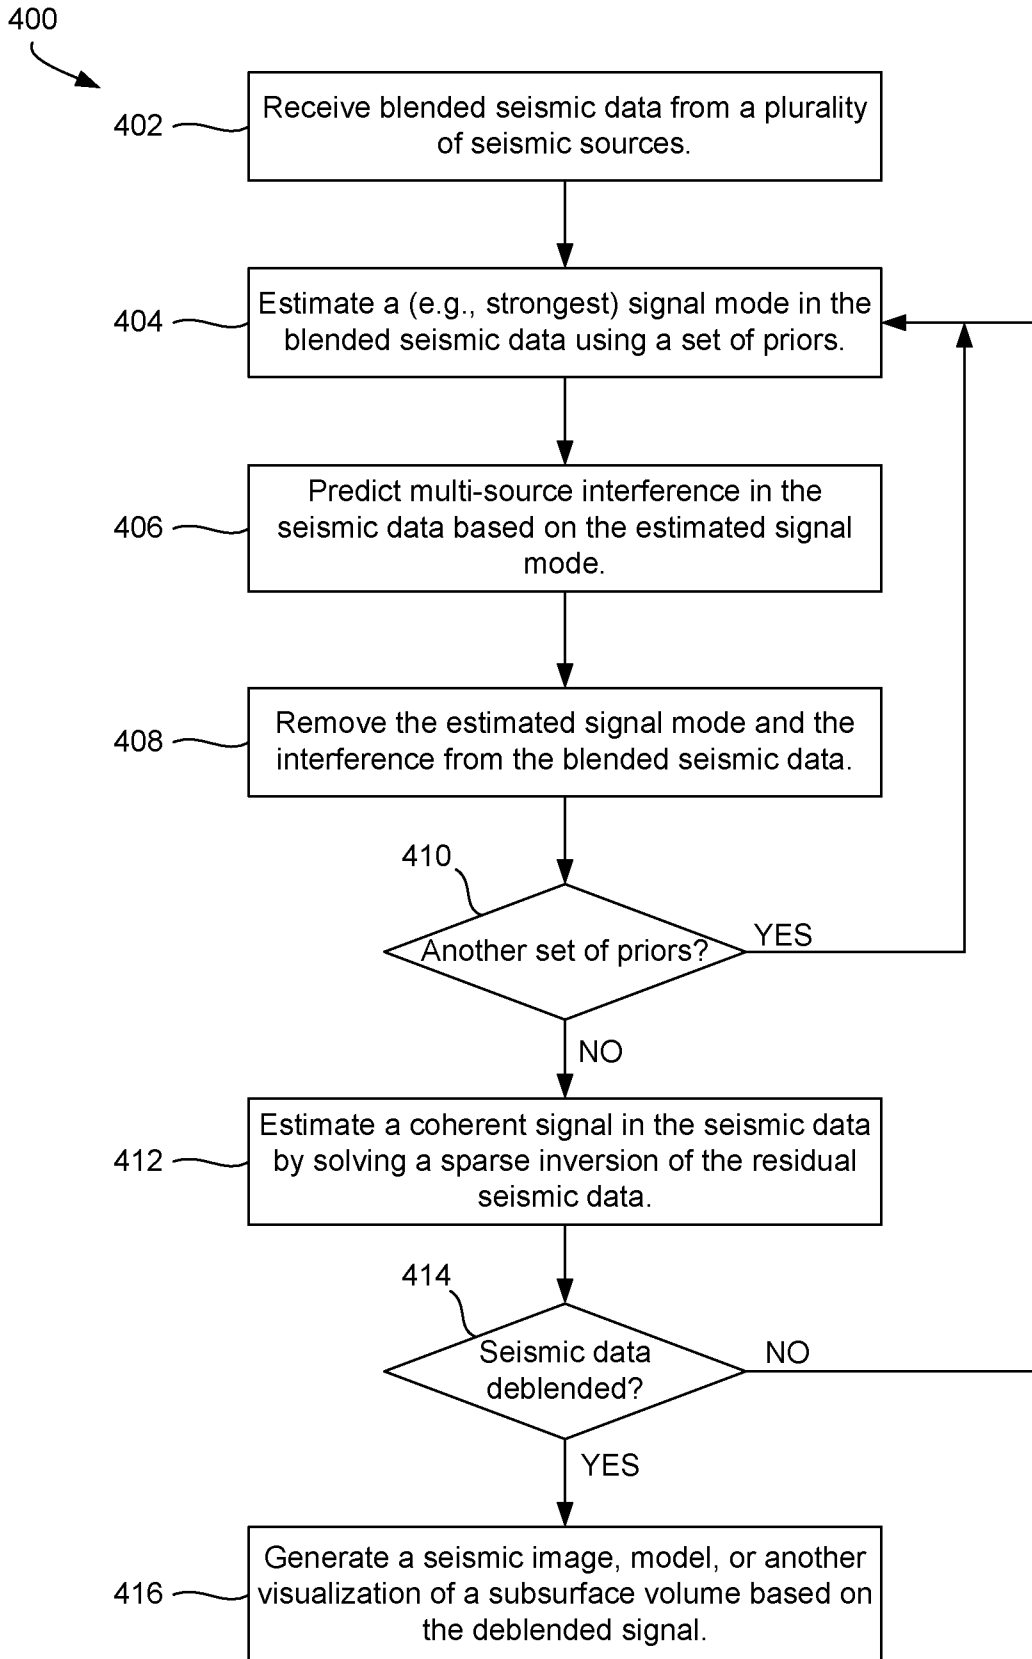 400
402
Receive blended seismic data from a plurality
of seismic sources.
404
Estimate a (e.g., strongest) signal mode in the
blended seismic data using a set of priors.
406
Predict multi-source interference in the
seismic data based on the estimated signal
mode.
408
Remove the estimated signal mode and the
interference from the blended seismic data.
410
Another set of priors?
YES
NO
412
Estimate a coherent signal in the seismic data
by solving a sparse inversion of the residual
seismic data.
414
Seismic data
deblended?
NO
YES
416
Generate a seismic image, model, or another
visualization of a subsurface volume based on
the deblended signal.